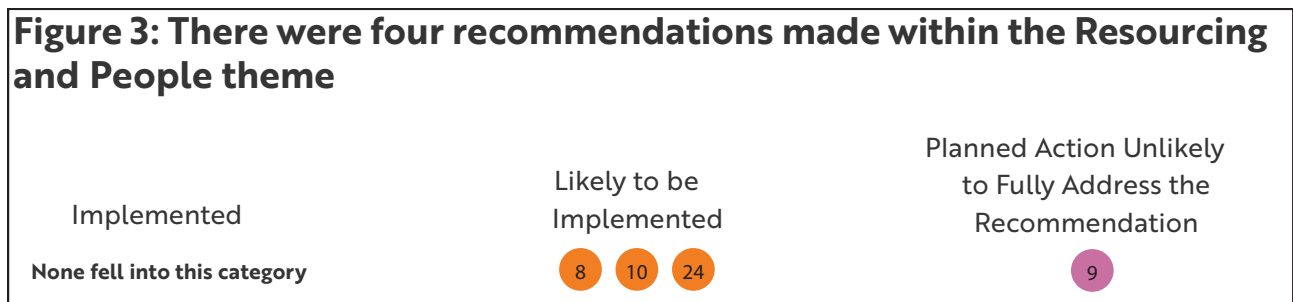 Figure 3: There were four recommendations made within the Resourcing
and People theme
Implemented
None fell into this category
Likely to be
Implemented
8 10 24
Planned Action Unlikely
to Fully Address the
Recommendation
9